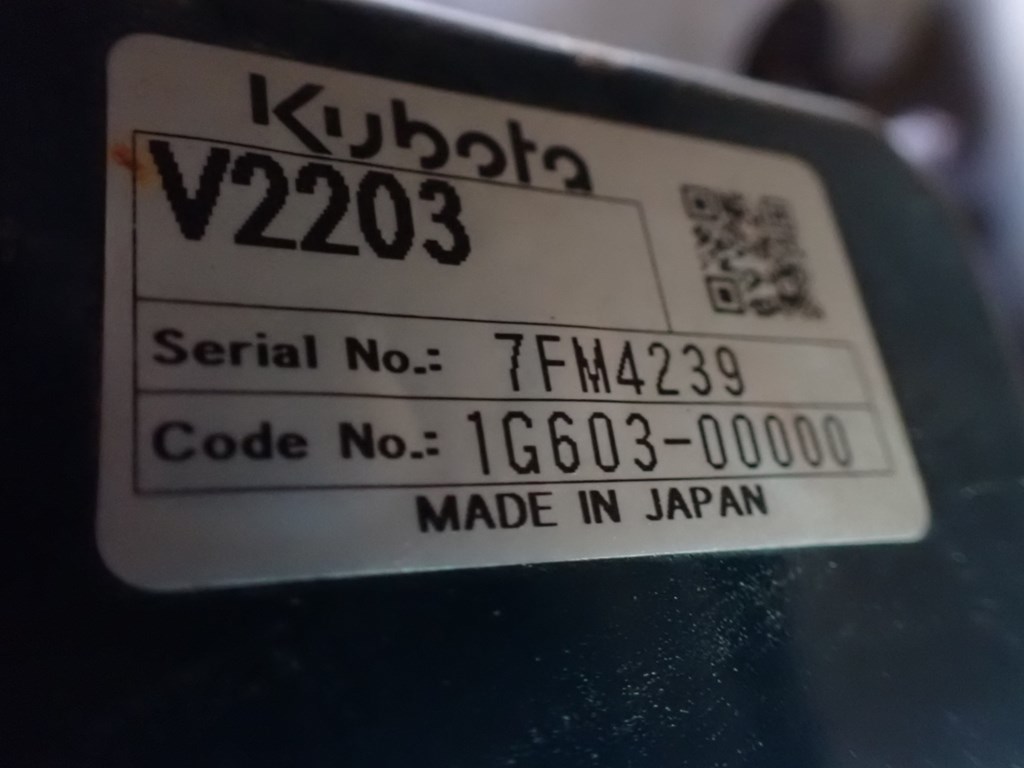 Kubota
V2203
Serial No.: 7FM4239
Code No.: 1G603-00000
MADE IN JAPAN